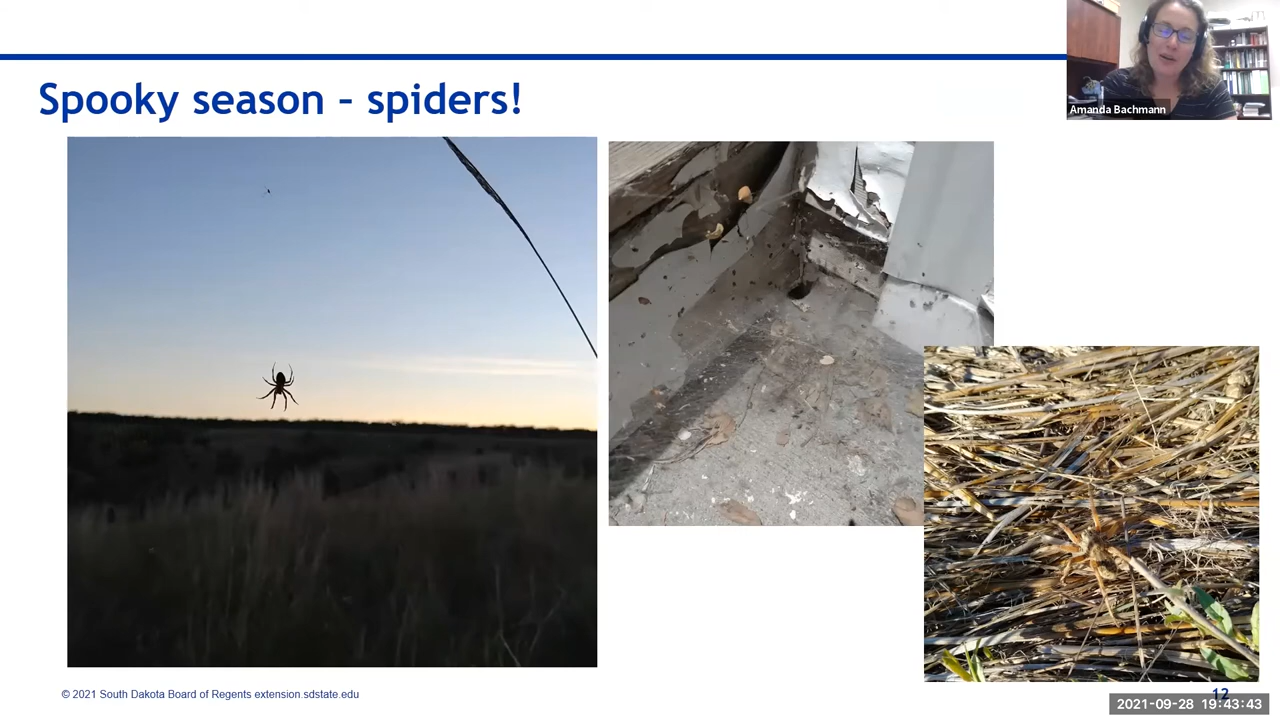 Amanda Bachmann
Spooky season – spiders!
© 2021 South Dakota Board of Regents extension.sdstate.edu
12
2021-09-28 19:43:43